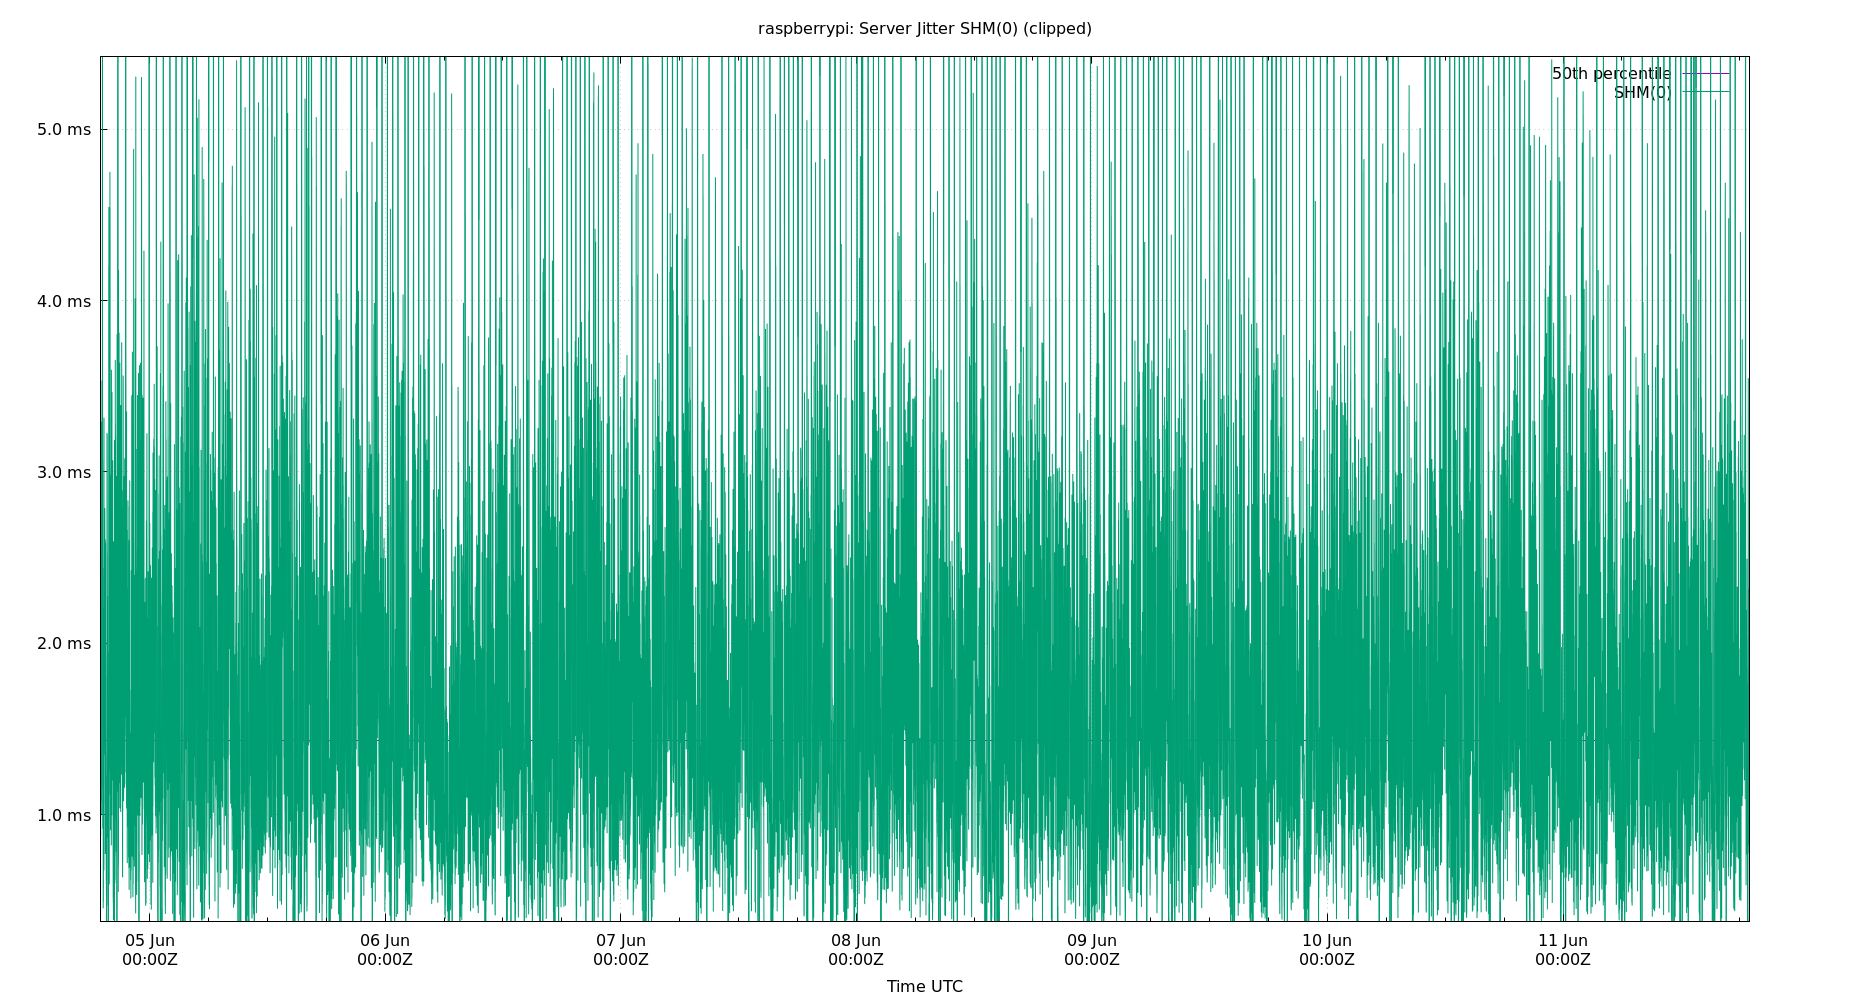 raspberrypi: Server Jitter SHM(0) (clipped)
50th percentile
SHM(0)
5.0 ms
4.0 ms
3.0 ms
2.0 ms
1.0 ms
05 Jun 06 Jun 07 Jun 08 Jun 09 Jun 10 Jun 11 Jun
00:00Z 00:00Z 00:00Z 00:00Z 00:00Z 00:00Z 00:00Z
Time UTC